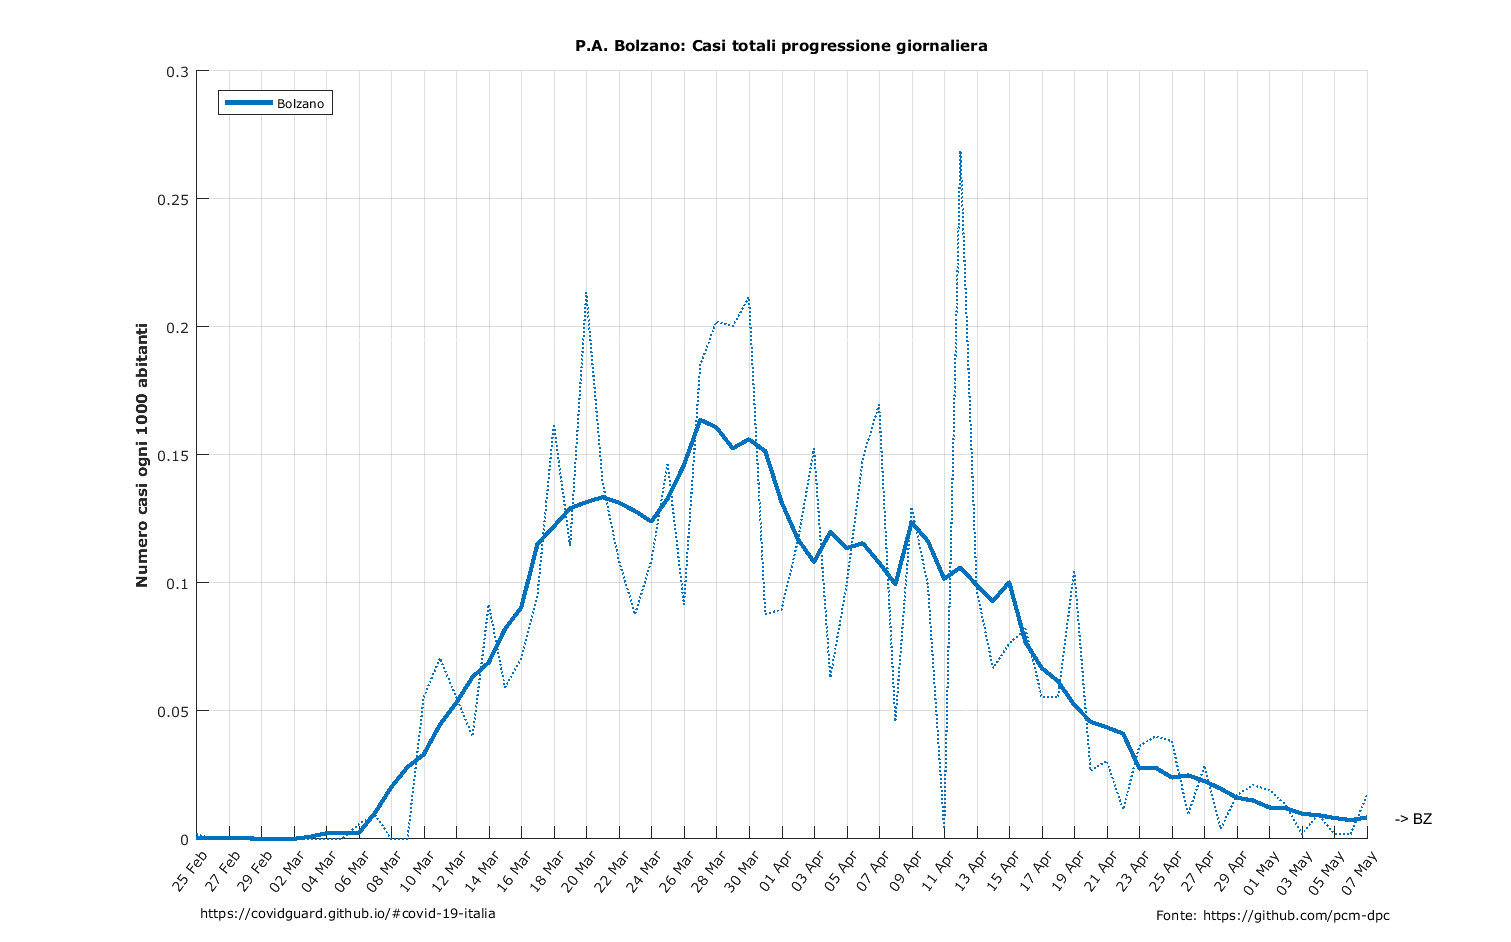 P.A. Bolzano: Casi totali progressione giornaliera
Bolzano
Numero casi ogni 1000 abitanti
0.3
0.25
0.2
0.15
0.1
0.05
0
25 Feb
27 Feb
29 Feb
02 Mar
04 Mar
06 Mar
08 Mar
10 Mar
12 Mar
14 Mar
16 Mar
18 Mar
20 Mar
22 Mar
24 Mar
26 Mar
28 Mar
30 Mar
01 Apr
03 Apr
05 Apr
07 Apr
09 Apr
11 Apr
13 Apr
15 Apr
17 Apr
19 Apr
21 Apr
23 Apr
25 Apr
27 Apr
29 Apr
01 May
03 May
05 May
07 May
-> BZ
https://covidguard.github.io/#covid-19-italia
Fonte: https://github.com/pcm-dpc